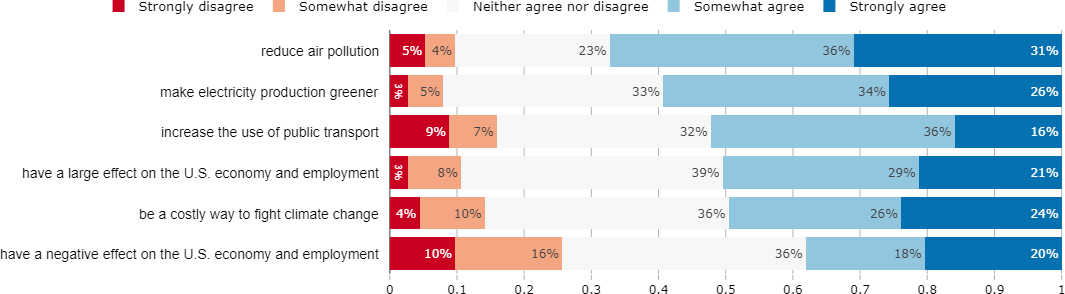 Strongly disagree Somewhat disagree Neither agree nor disagree Somewhat agree Strongly agree
reduce air pollution 5% 4% 23% 36% 31%
make electricity production greener 3% 5% 33% 34% 26%
increase the use of public transport 9% 7% 32% 36% 16%
have a large effect on the U.S. economy and employment 3% 8% 39% 29% 21%
be a costly way to fight climate change 4% 10% 36% 26% 24%
have a negative effect on the U.S. economy and employment 10% 16% 36% 18% 20%
0 0.1 0.2 0.3 0.4 0.5 0.6 0.7 0.8 0.9 1